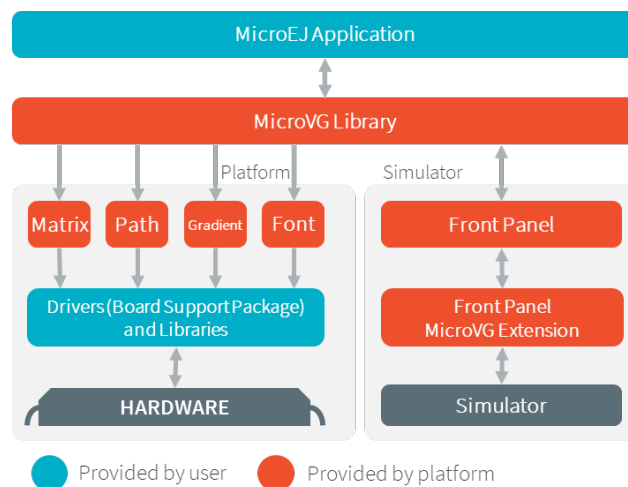 MicroEJ Application
MicroVG Library
Platform
Simulator
Matrix
Path
Gradient
Font
Front Panel
Drivers (Board Support Package)
and Libraries
Front Panel
MicroVG Extension
HARDWARE
Simulator
Provided by user
Provided by platform